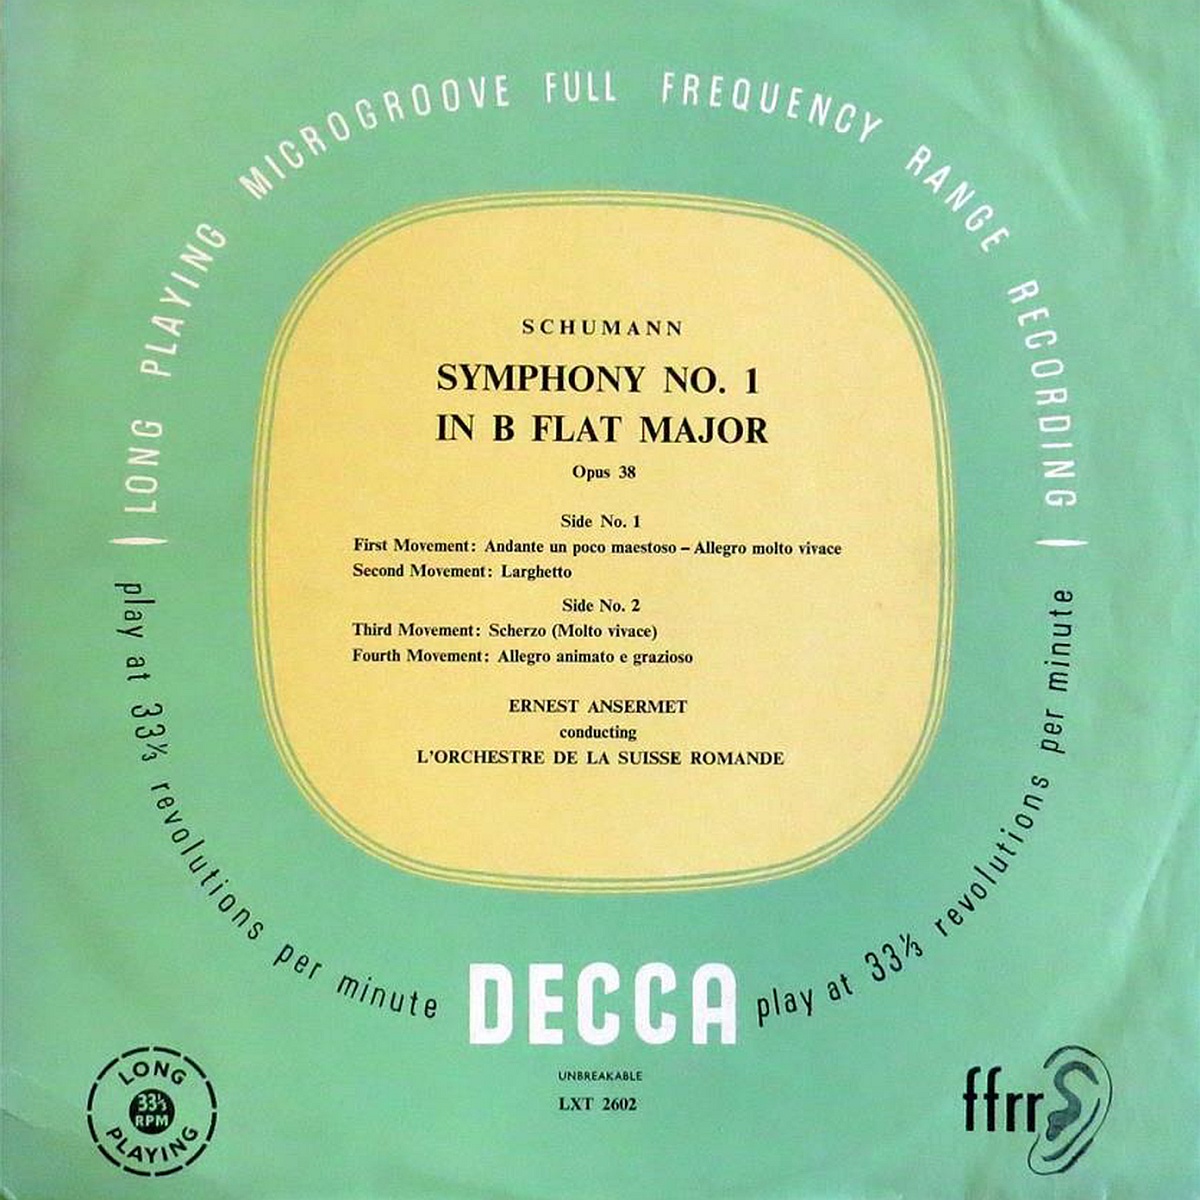 LONG PLAYING MICROGROOVE FULL FREQUENCY RANGE RECORDING
SCHUMANN
SYMPHONY NO. 1
IN B FLAT MAJOR
Opus 38
Side No. 1
First Movement: Andante un poco maestoso – Allegro molto vivace
Second Movement: Larghetto
Side No. 2
Third Movement: Scherzo (Molto vivace)
Fourth Movement: Allegro animato e grazioso
ERNEST ANSERMET
conducting
L'ORCHESTRE DE LA SUISSE ROMANDE
play at 33⅓ revolutions per minute
DECCA
play at 33⅓ revolutions per minute
UNBREAKABLE
LXT 2602
LONG
33⅓
RPM
PLAYING
ffrr